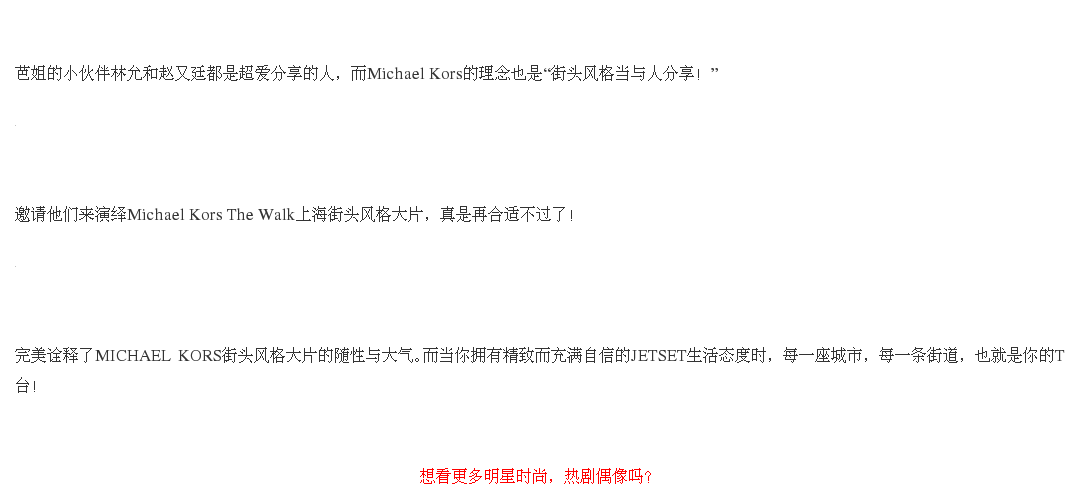 芭姐的小伙伴林允和赵又廷都是超爱分享的人，而Michael Kors的理念也是“街头风格当与人分享！”
邀请他们来演绎Michael Kors The Walk上海街头风格大片，真是再合适不过了！
完美诠释了MICHAEL KORS街头风格大片的随性与大气。而当你拥有精致而充满自信的JETSET生活态度时，每一座城市，每一条街道，也就是你的T
台！
想看更多明星时尚，热剧偶像吗？